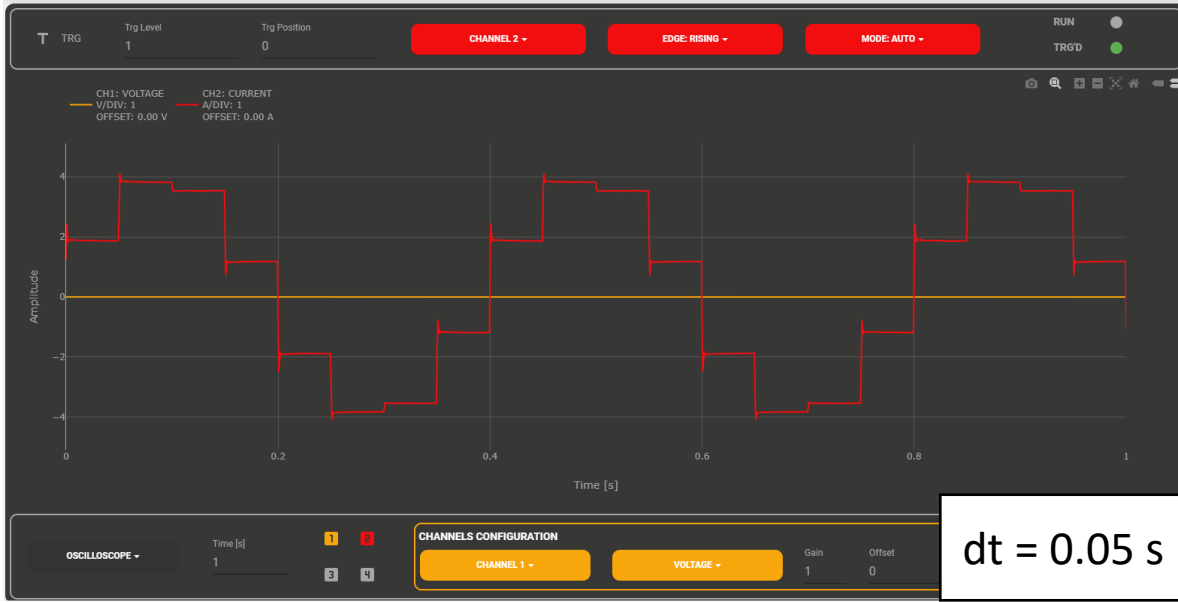 T TRG
Trg Level
1
Trg Position
0
CHANNEL 2
EDGE: RISING
MODE: AUTO
RUN
TRG'D
CH1: VOLTAGE
V/DIV: 1
OFFSET: 0.00 V
CH2: CURRENT
A/DIV: 1
OFFSET: 0.00 A
4
2
0
−2
−4
Amplitude
0 0.2 0.4 0.6 0.8 1
Time [s]
OSCILLOSCOPE
Time [s]
1
1 2
3 4
CHANNELS CONFIGURATION
CHANNEL 1
VOLTAGE
Gain
1
Offset
0
dt = 0.05 s